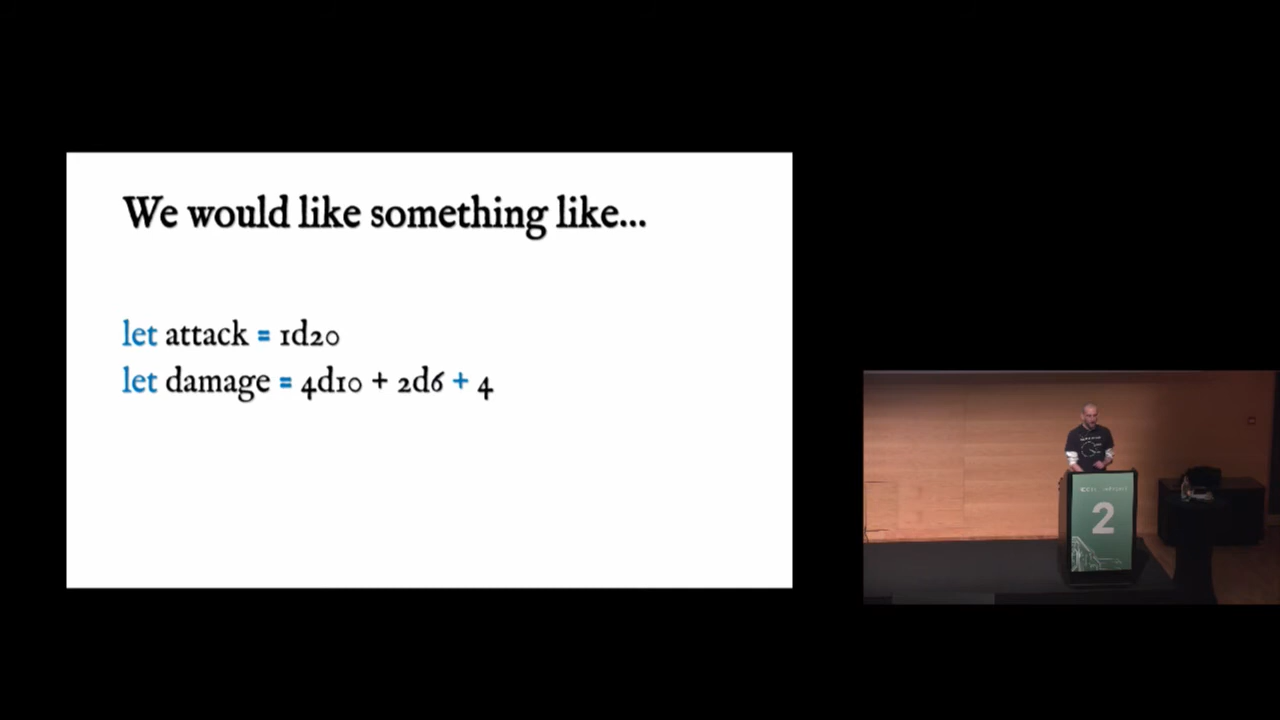 We would like something like...
let attack = 1d20
let damage = 4d10 + 2d6 + 4
2